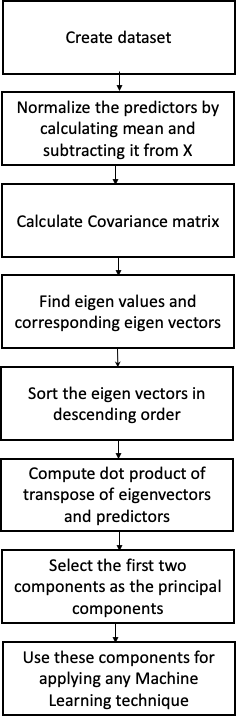 Create dataset
Normalize the predictors by
calculating mean and
subtracting it from X
Calculate Covariance matrix
Find eigen values and
corresponding eigen vectors
Sort the eigen vectors in
descending order
Compute dot product of
transpose of eigenvectors
and predictors
Select the first two
components as the principal
components
Use these components for
applying any Machine
Learning technique